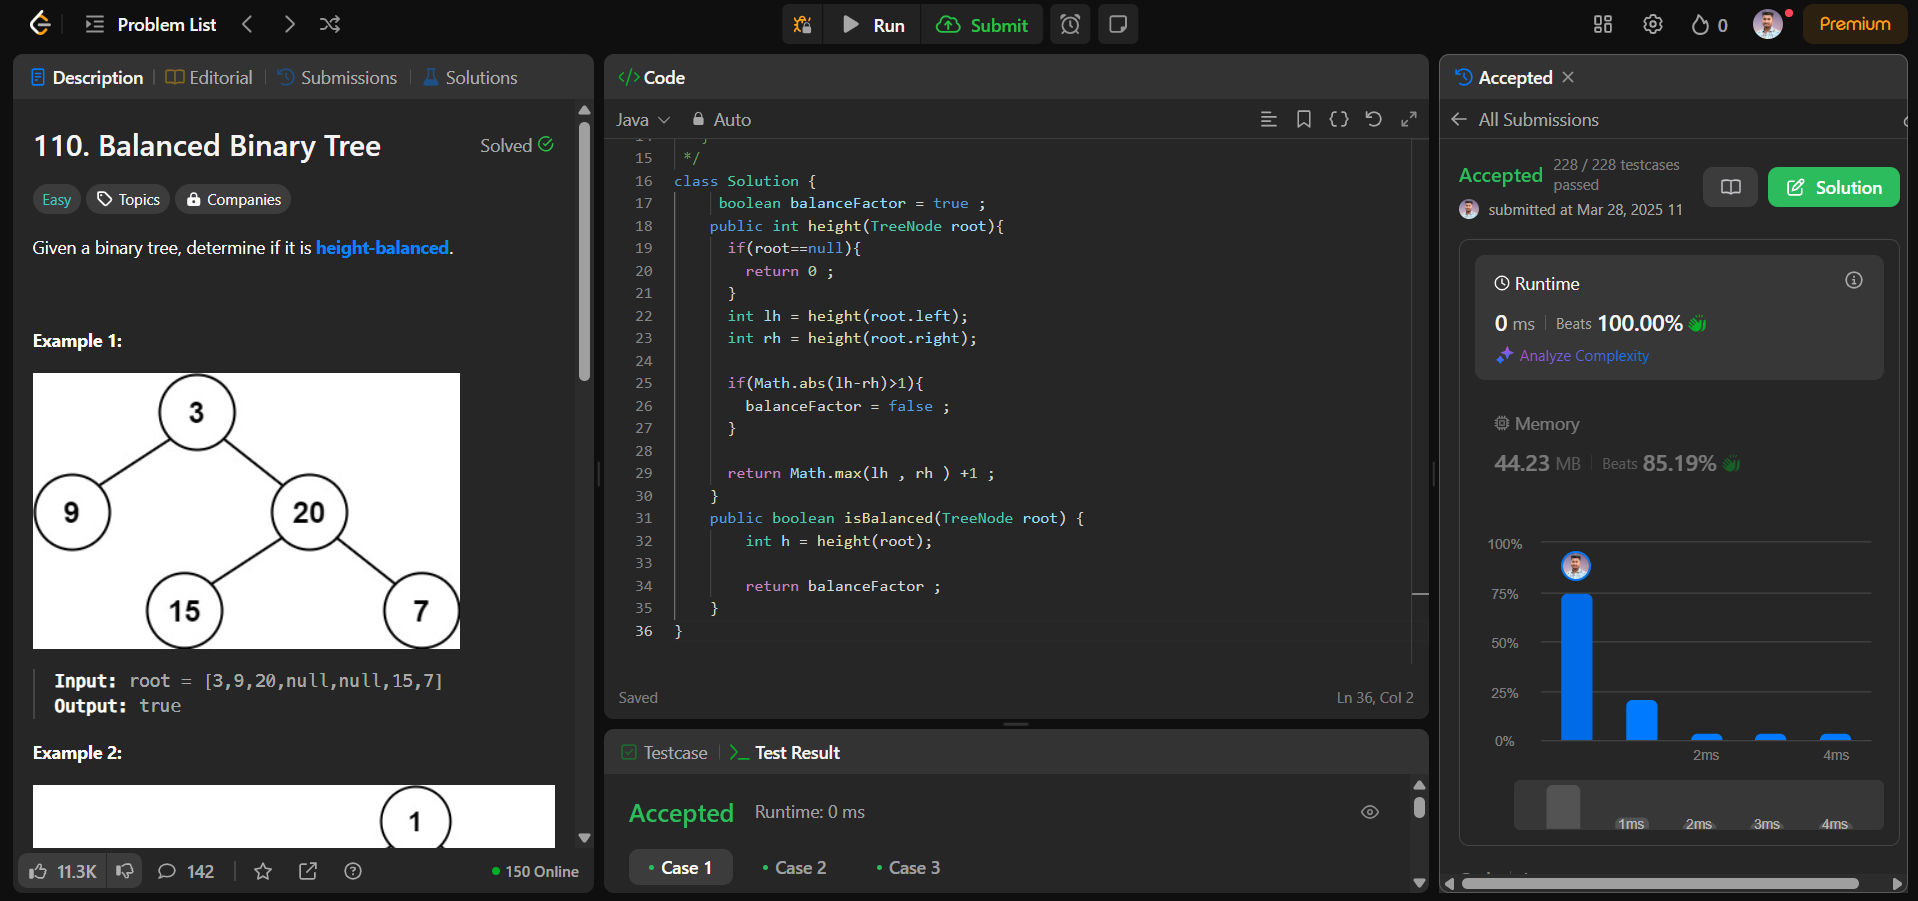 Problem List
Run
Submit
0
Premium
Description
Editorial
Submissions
Solutions
110. Balanced Binary Tree
Solved
Easy
Topics
Companies
Given a binary tree, determine if it is height-balanced.
Example 1:
3
9
20
15
7
Input: root = [3,9,20,null,null,15,7]
Output: true
Example 2:
1
11.3K
142
150 Online
</> Code
Java
Auto
15 */
16 class Solution {
17 boolean balanceFactor = true ;
18 public int height(TreeNode root){
19 if(root==null){
20 return 0 ;
21 }
22 int lh = height(root.left);
23 int rh = height(root.right);
24
25 if(Math.abs(lh-rh)>1){
26 balanceFactor = false ;
27 }
28
29 return Math.max(lh , rh ) +1 ;
30 }
31 public boolean isBalanced(TreeNode root) {
32 int h = height(root);
33
34 return balanceFactor ;
35 }
36 }
Saved
Ln 36, Col 2
Testcase
Test Result
Accepted
Runtime: 0 ms
Case 1
Case 2
Case 3
Accepted
All Submissions
Accepted
228 / 228 testcases
passed
submitted at Mar 28, 2025 11
Solution
Runtime
0 ms
Beats 100.00%
Analyze Complexity
Memory
44.23 MB
Beats 85.19%
100%
75%
50%
25%
0%
2ms
4ms
1ms
2ms
3ms
4ms